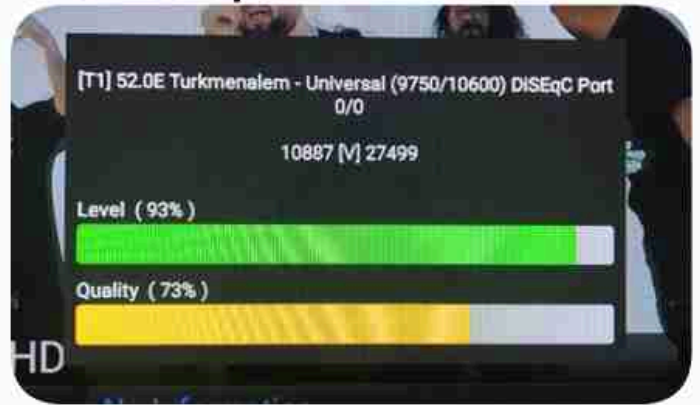 [T1] 52.0E Turkmenalem - Universal (9750/10600) DiSEqC Port
0/0
10887 [V] 27499
Level ( 93% )
Quality ( 73% )
HD